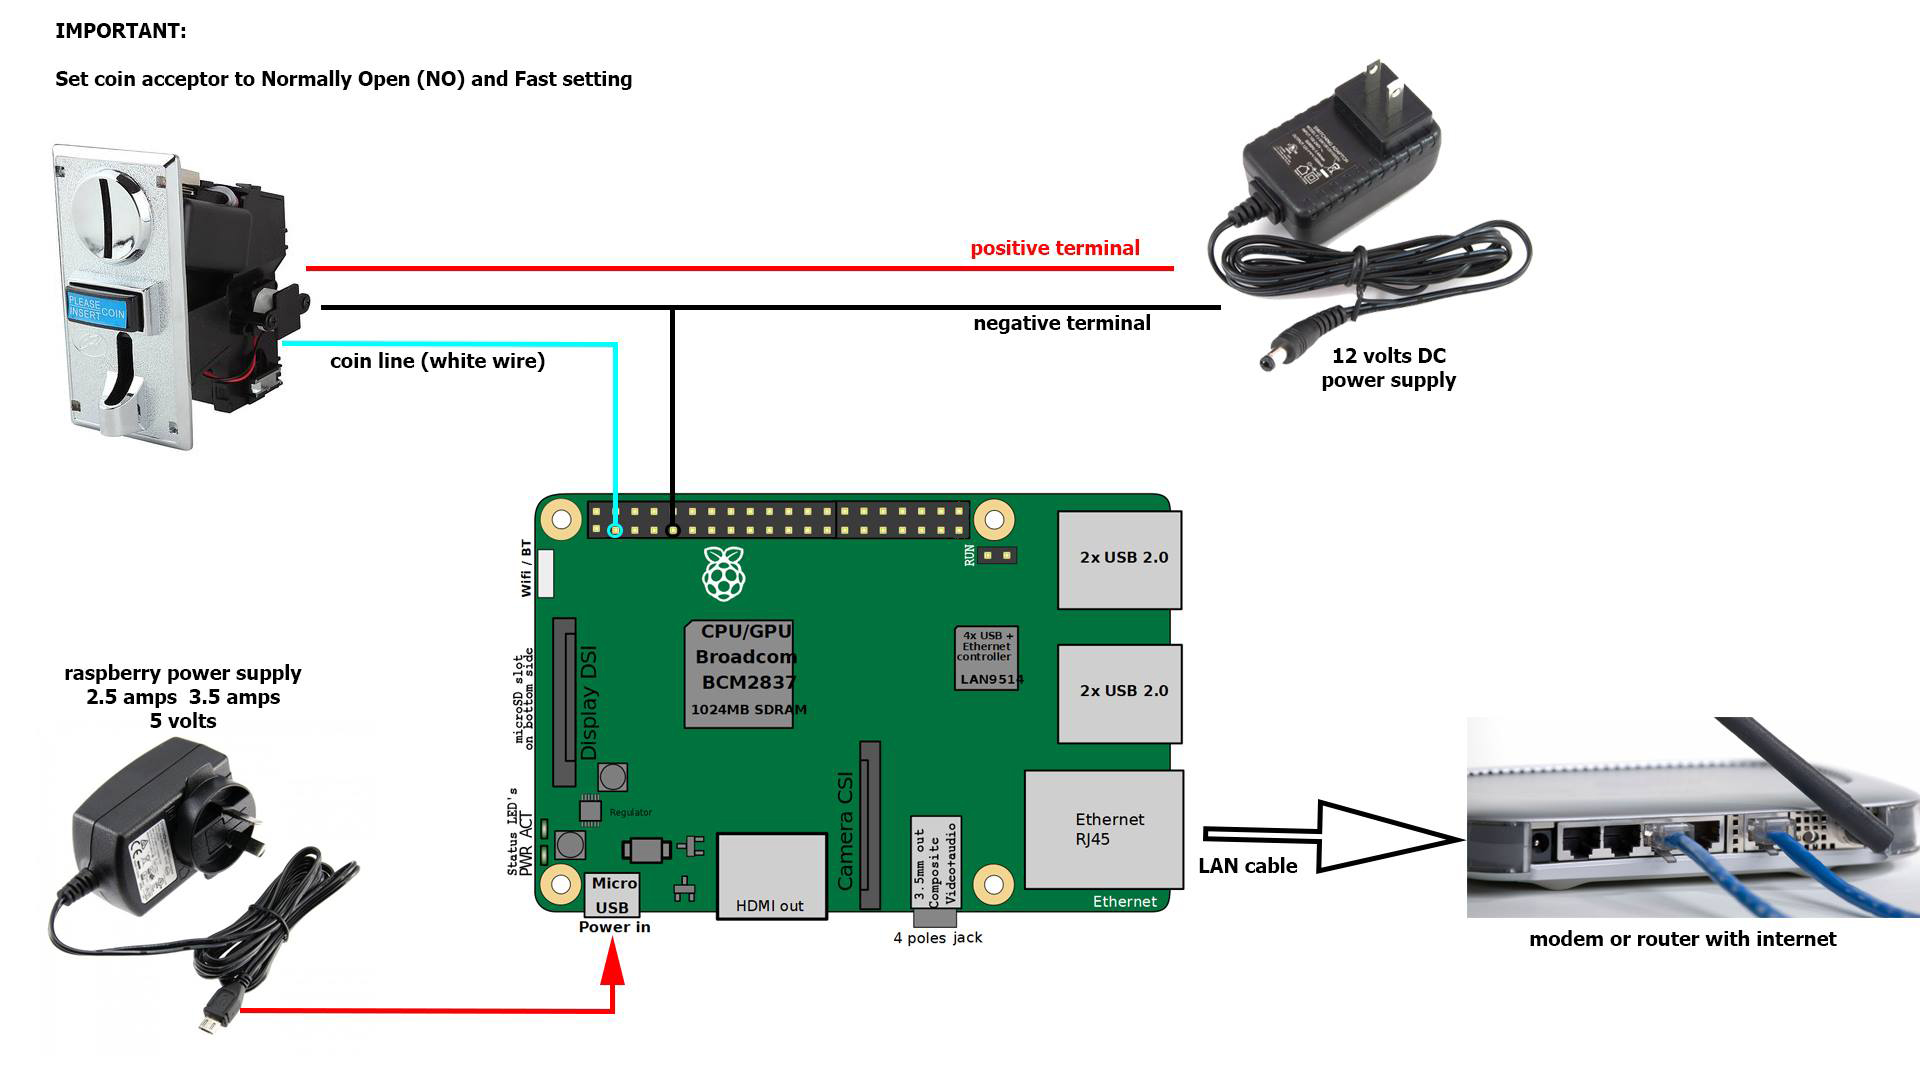 IMPORTANT:
Set coin acceptor to Normally Open (NO) and Fast setting
PLEASE
INSERT COIN
positive terminal
negative terminal
coin line (white wire)
12 volts DC
power supply
SWITCHING ADAPTOR
Wifi / BT
RUN
2x USB 2.0
CPU/GPU
Broadcom
BCM2837
1024MB SDRAM
4x USB +
Ethernet
controller
LAN9514
2x USB 2.0
raspberry power supply
2.5 amps  3.5 amps
5 volts
microSD slot
on bottom side
Display DSI
Regulator
Status LED's
PWR ACT
Camera CSI
3.5mm out
Composite
Video+audio
Ethernet
RJ45
Ethernet
LAN cable
Micro
USB
Power in
HDMI out
4 poles jack
modem or router with internet